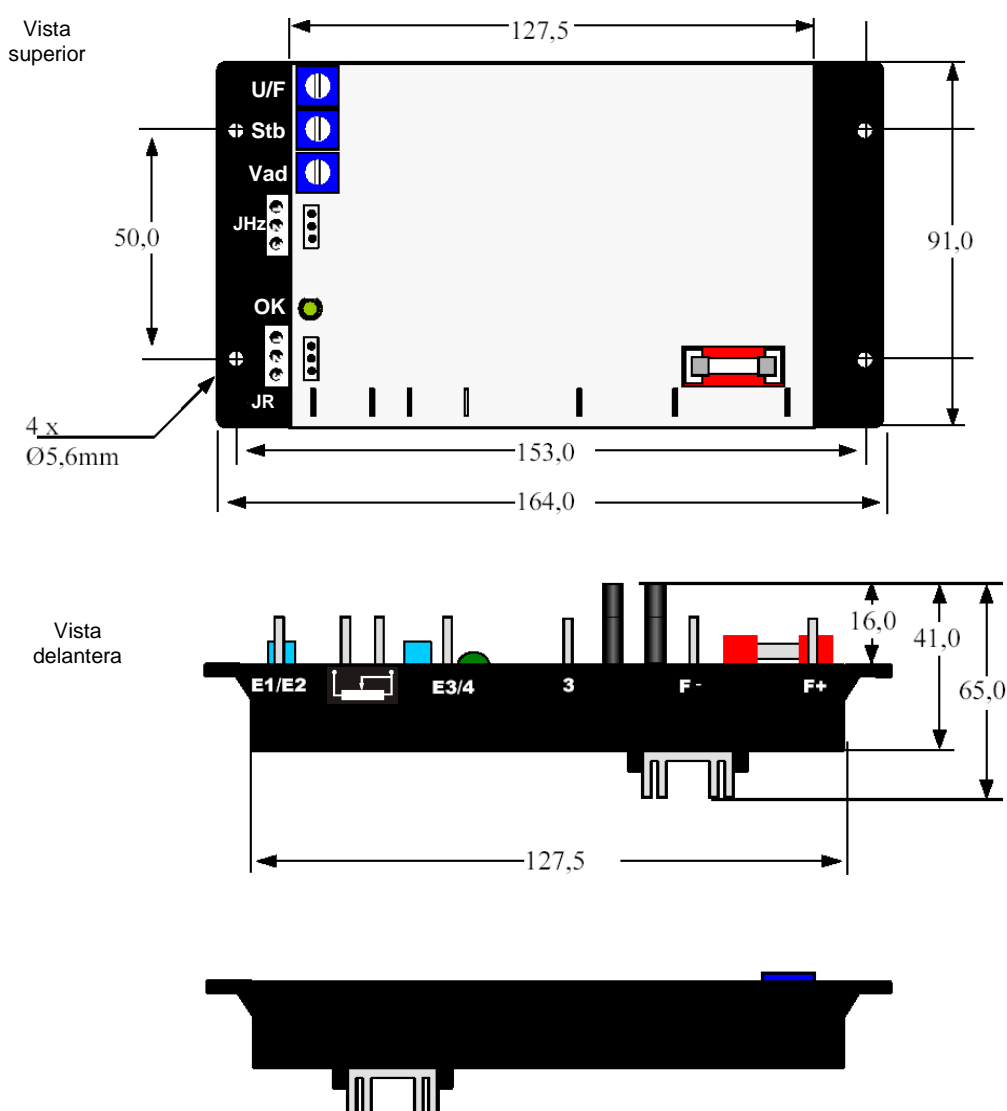 Vista
superior
127,5
U/F
Stb
Vad
JHz
50,0
91,0
OK
JR
4 x
Ø5,6mm
153,0
164,0
Vista
delantera
16,0
41,0
65,0
E1/E2
E3/4
3
F -
F+
127,5